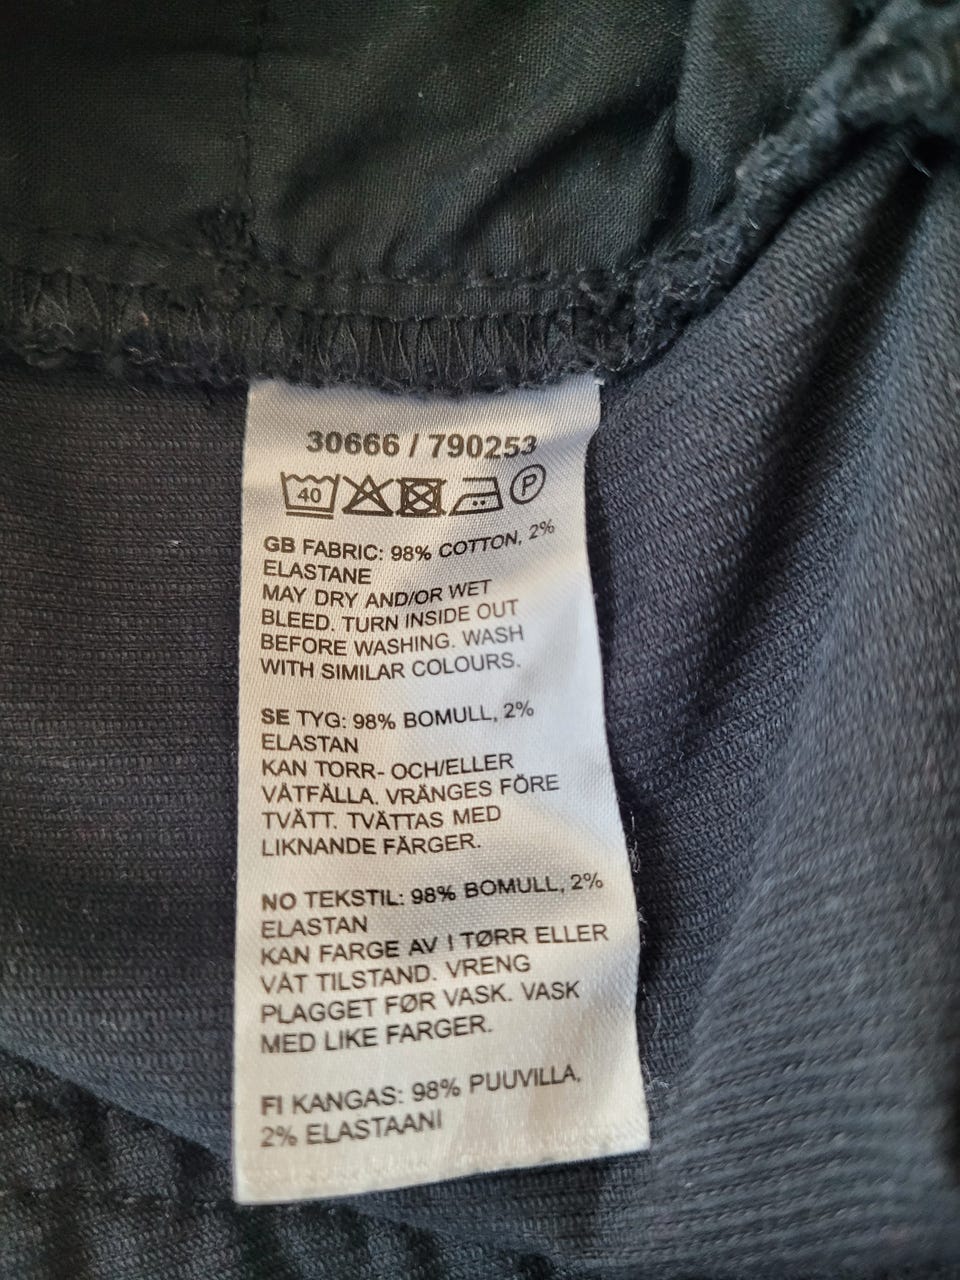 30666 / 790253
40 P
GB FABRIC: 98% COTTON, 2%
ELASTANE
MAY DRY AND/OR WET
BLEED. TURN INSIDE OUT
BEFORE WASHING. WASH
WITH SIMILAR COLOURS.
SE TYG: 98% BOMULL, 2%
ELASTAN
KAN TORR- OCH/ELLER
VÅTFÄLLA. VRÄNGES FÖRE
TVÄTT. TVÄTTAS MED
LIKNANDE FÄRGER.
NO TEKSTIL: 98% BOMULL, 2%
ELASTAN
KAN FARGE AV I TØRR ELLER
VÅT TILSTAND. VRENG
PLAGGET FØR VASK. VASK
MED LIKE FARGER.
FI KANGAS: 98% PUUVILLA,
2% ELASTAANI